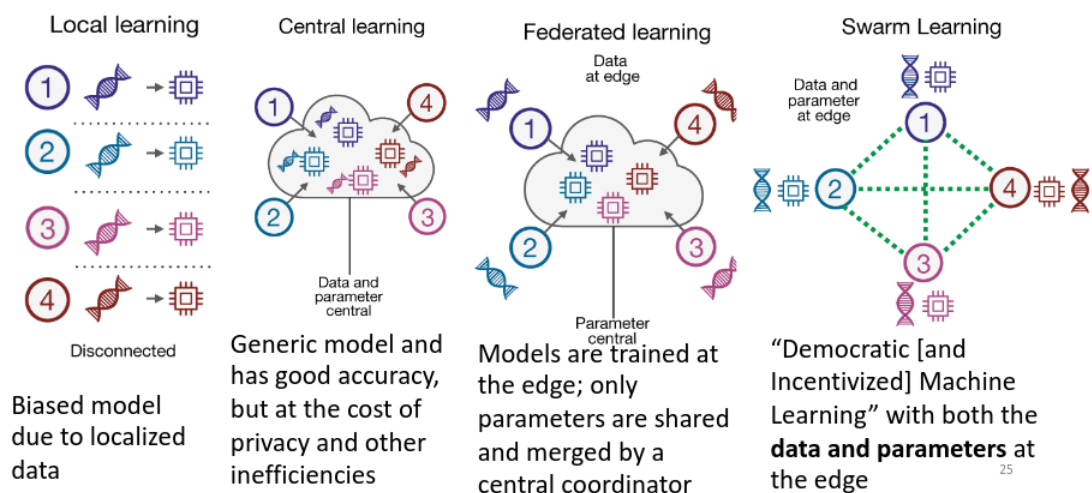 Local learning
1
2
3
4
Disconnected
Biased model
due to localized
data
Central learning
1
4
2
3
Data and
parameter
central
Generic model and
has good accuracy,
but at the cost of
privacy and other
inefficiencies
Federated learning
Data
at edge
1
4
2
3
Parameter
central
Models are trained at
the edge; only
parameters are shared
and merged by a
central coordinator
Swarm Learning
Data and
parameter
at edge
1
2
4
3
“Democratic [and
Incentivized] Machine
Learning” with both the
data and parameters at
the edge
25